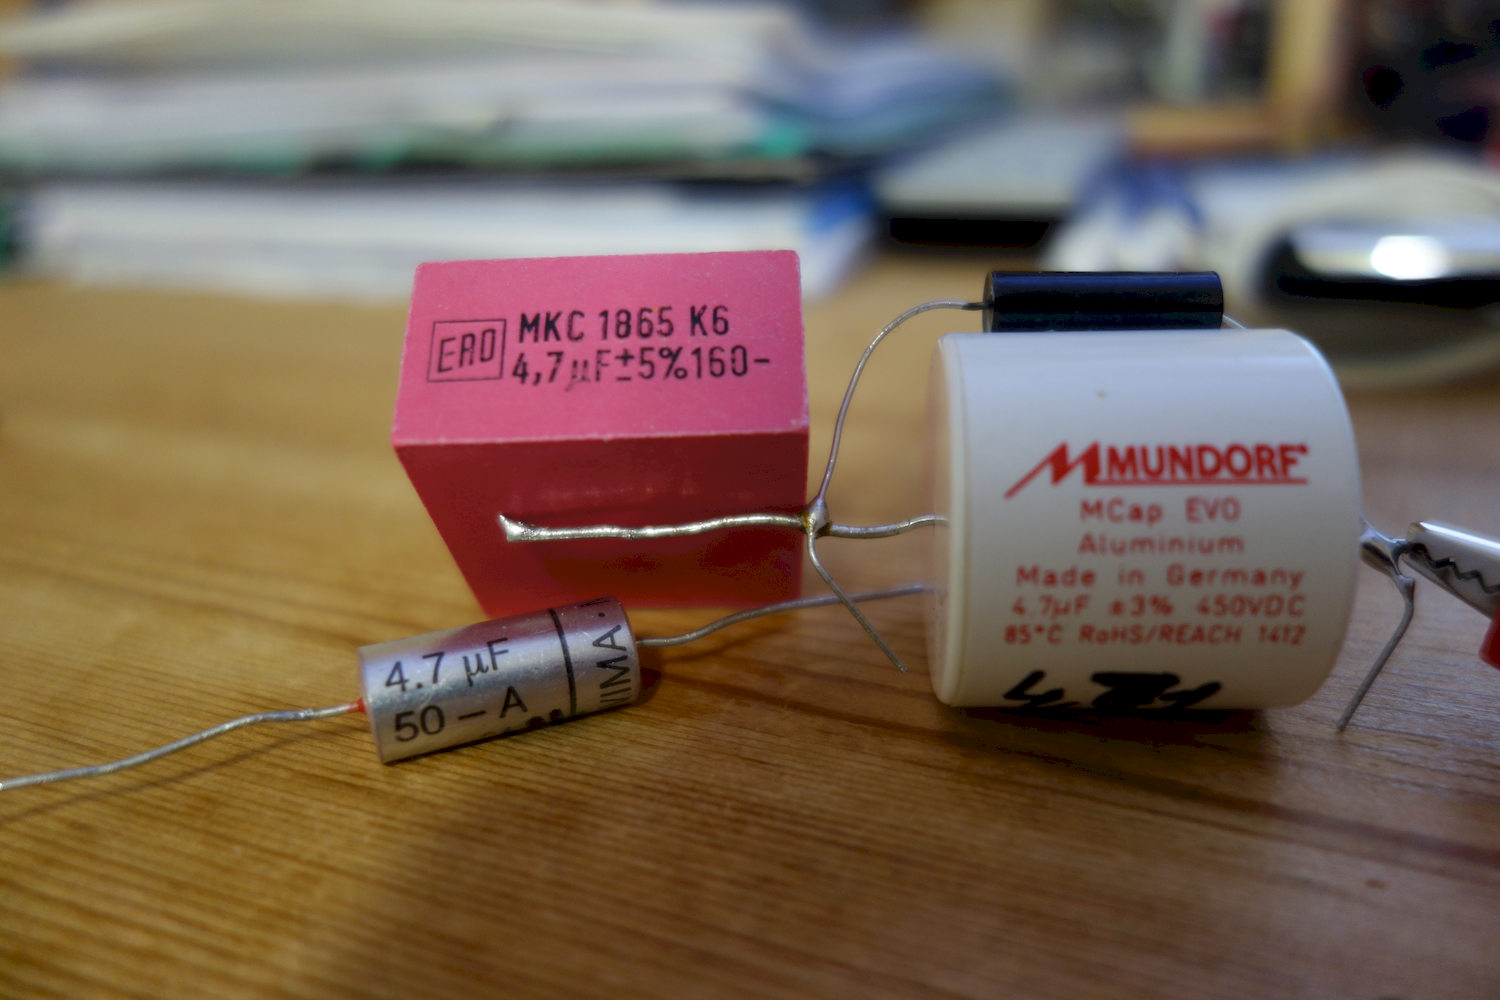 ERO
MKC 1865 K6
4,7µF±5%160-
4.7 µF
50 – A
WIMA.
MUNDORF
MCap EVO
Aluminium
Made in Germany
4.7µF ±3% 450VDC
85°C RoHS/REACH 1412